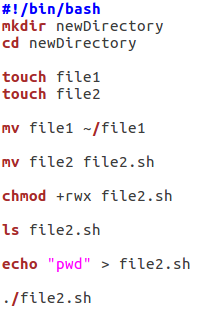 #!/bin/bash
mkdir newDirectory
cd newDirectory
touch file1
touch file2
mv file1 ~/file1
mv file2 file2.sh
chmod +rwx file2.sh
ls file2.sh
echo "pwd" > file2.sh
./file2.sh